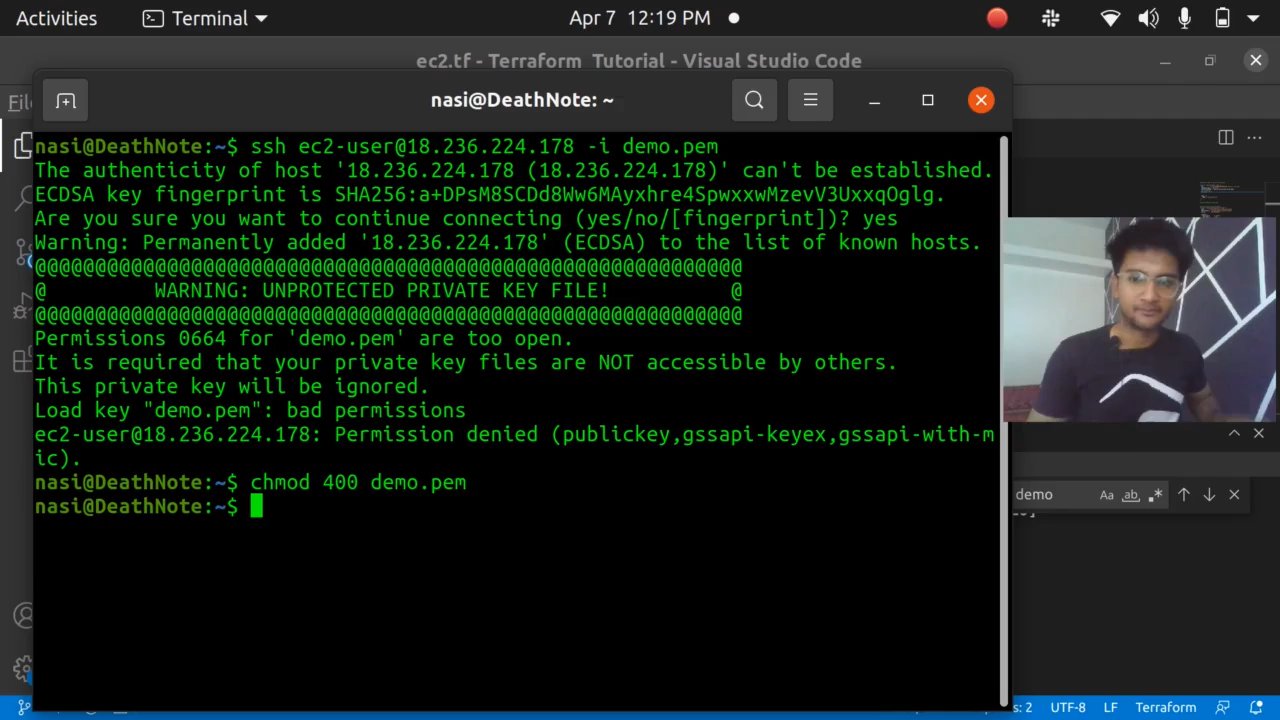 Activities
Terminal
Apr 7 12:19 PM
ec2.tf - Terraform Tutorial - Visual Studio Code
nasi@DeathNote: ~
nasi@DeathNote:~$ ssh ec2-user@18.236.224.178 -i demo.pem
The authenticity of host '18.236.224.178 (18.236.224.178)' can't be established.
ECDSA key fingerprint is SHA256:a+DPsM8SCDd8Ww6MAyxhre4SpwxxwMzevV3UxxqOglg.
Are you sure you want to continue connecting (yes/no/[fingerprint])? yes
Warning: Permanently added '18.236.224.178' (ECDSA) to the list of known hosts.
@@@@@@@@@@@@@@@@@@@@@@@@@@@@@@@@@@@@@@@@@@@@@@@@@@@@@@@@@@@
@         WARNING: UNPROTECTED PRIVATE KEY FILE!          @
@@@@@@@@@@@@@@@@@@@@@@@@@@@@@@@@@@@@@@@@@@@@@@@@@@@@@@@@@@@
Permissions 0664 for 'demo.pem' are too open.
It is required that your private key files are NOT accessible by others.
This private key will be ignored.
Load key "demo.pem": bad permissions
ec2-user@18.236.224.178: Permission denied (publickey,gssapi-keyex,gssapi-with-m
ic).
nasi@DeathNote:~$ chmod 400 demo.pem
nasi@DeathNote:~$
demo
Aa
ab
UTF-8
LF
Terraform